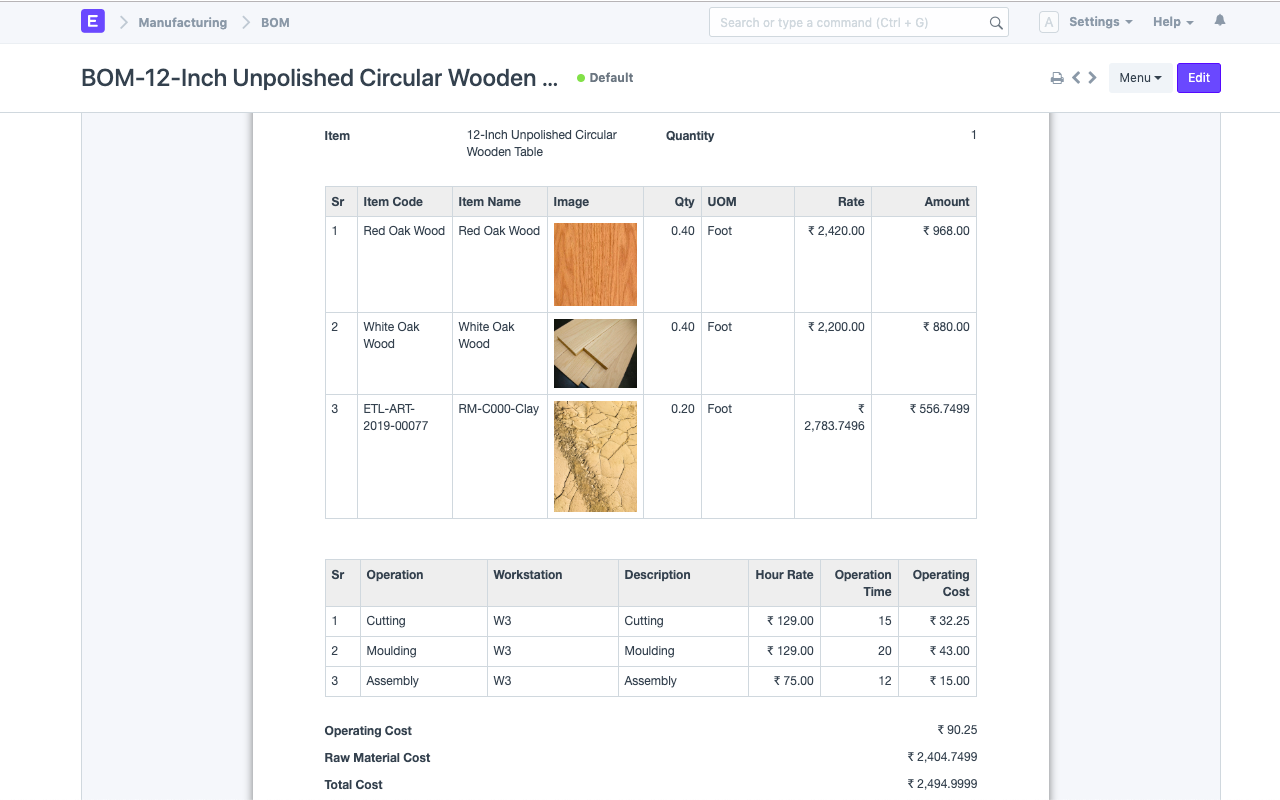 E Manufacturing BOM Search or type a command (Ctrl + G) A Settings Help
BOM-12-Inch Unpolished Circular Wooden ... Default Menu Edit
Item 12-Inch Unpolished Circular Quantity 1
Wooden Table
Sr Item Code Item Name Image Qty UOM Rate Amount
1 Red Oak Wood Red Oak Wood 0.40 Foot ₹ 2,420.00 ₹ 968.00
2 White Oak White Oak 0.40 Foot ₹ 2,200.00 ₹ 880.00
Wood Wood
3 ETL-ART- RM-C000-Clay 0.20 Foot ₹ ₹ 556.7499
2019-00077 2,783.7496
Sr Operation Workstation Description Hour Rate Operation Operating
Time Cost
1 Cutting W3 Cutting ₹ 129.00 15 ₹ 32.25
2 Moulding W3 Moulding ₹ 129.00 20 ₹ 43.00
3 Assembly W3 Assembly ₹ 75.00 12 ₹ 15.00
Operating Cost ₹ 90.25
Raw Material Cost ₹ 2,404.7499
Total Cost ₹ 2,494.9999